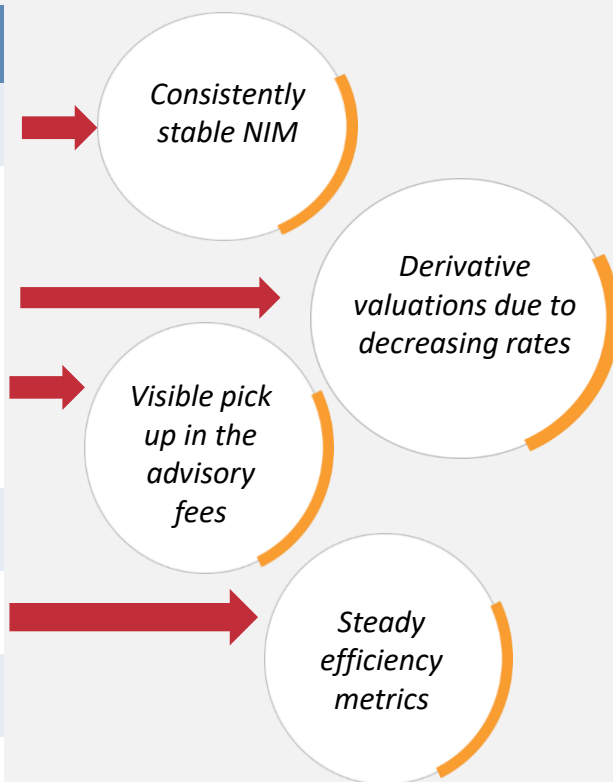 Consistently
stable NIM
Derivative
valuations due to
decreasing rates
Visible pick
up in the
advisory
fees
Steady
efficiency
metrics